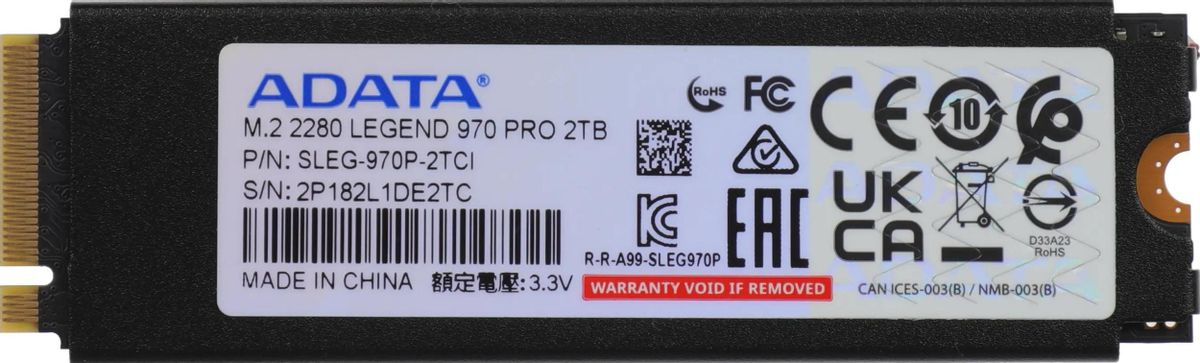 ADATA®
M.2 2280 LEGEND 970 PRO 2TB
P/N: SLEG-970P-2TCI
S/N: 2P182L1DE2TC
MADE IN CHINA 額定電壓: 3.3V
RoHS
FC
CE
10
UK
CA
D33A23
RoHS
EAC
R-R-A99-SLEG970P
WARRANTY VOID IF REMOVED
CAN ICES-003(B) / NMB-003(B)